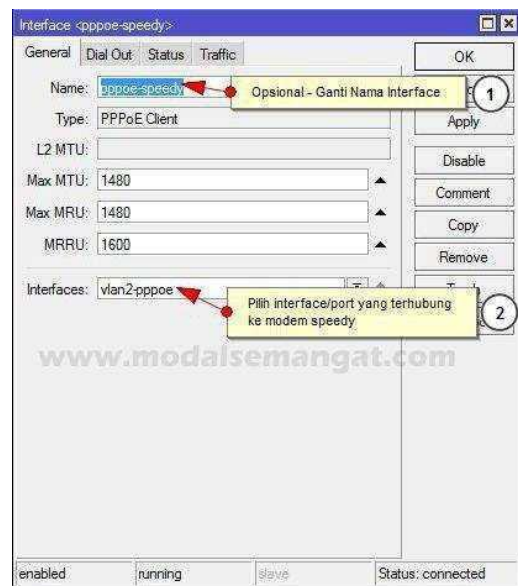 Interface <pppoe-speedy>
General Dial Out Status Traffic
Name: pppoe-speedy
Opsional - Ganti Nama Interface
1
Type: PPPoE Client
L2 MTU:
Max MTU: 1480
Max MRU: 1480
MRRU: 1600
Interfaces: vlan2-pppoe
Pilih interface/port yang terhubung
ke modem speedy
2
OK
Apply
Disable
Comment
Copy
Remove
www.modalsemangat.com
enabled running slave Status: connected